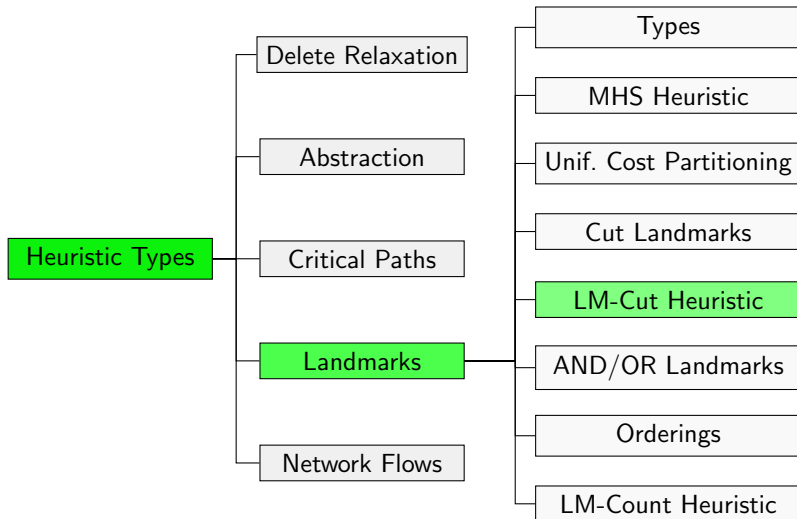 Heuristic Types
Delete Relaxation
Abstraction
Critical Paths
Landmarks
Network Flows
Types
MHS Heuristic
Unif. Cost Partitioning
Cut Landmarks
LM-Cut Heuristic
AND/OR Landmarks
Orderings
LM-Count Heuristic